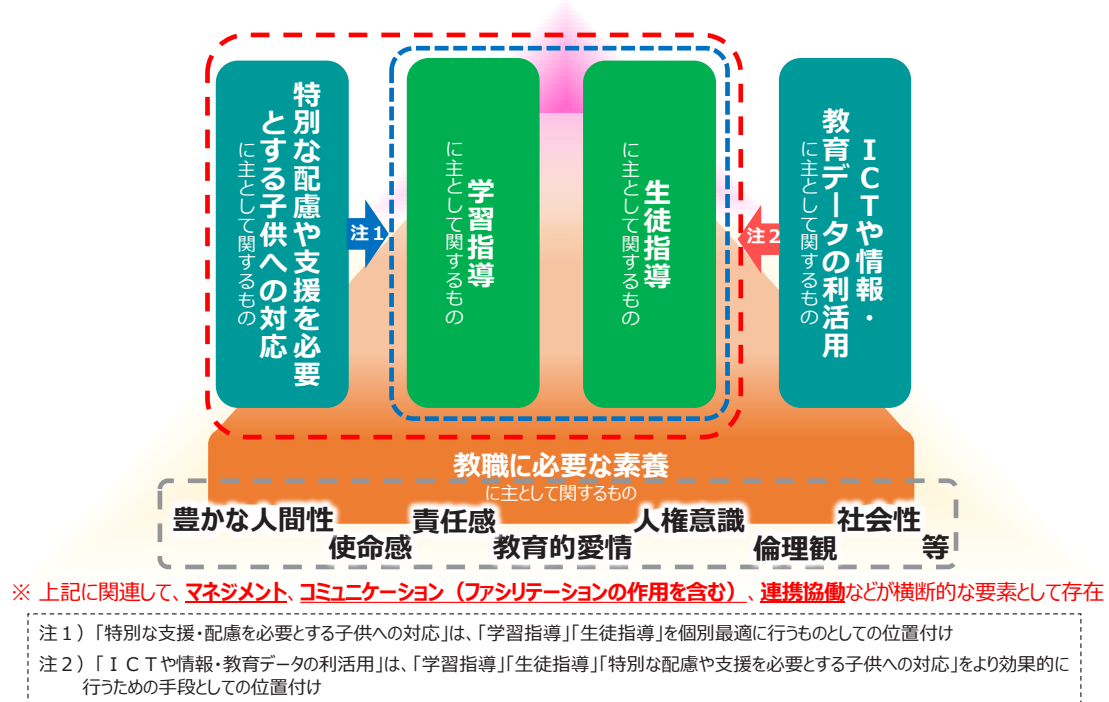 特別な配慮や支援を必要
とする子供への対応
に主として関するもの
注１
学習指導
に主として関するもの
生徒指導
に主として関するもの
注２
ＩＣＴや情報・
教育データの利活用
に主として関するもの
教職に必要な素養
に主として関するもの
豊かな人間性
使命感
責任感
教育的愛情
人権意識
倫理観
社会性
等
※ 上記に関連して、マネジメント、コミュニケーション（ファシリテーションの作用を含む）、連携協働などが横断的な要素として存在
注１）「特別な支援・配慮を必要とする子供への対応」は、「学習指導」「生徒指導」を個別最適に行うものとしての位置付け
注２）「ＩＣＴや情報・教育データの利活用」は、「学習指導」「生徒指導」「特別な配慮や支援を必要とする子供への対応」をより効果的に
行うための手段としての位置付け